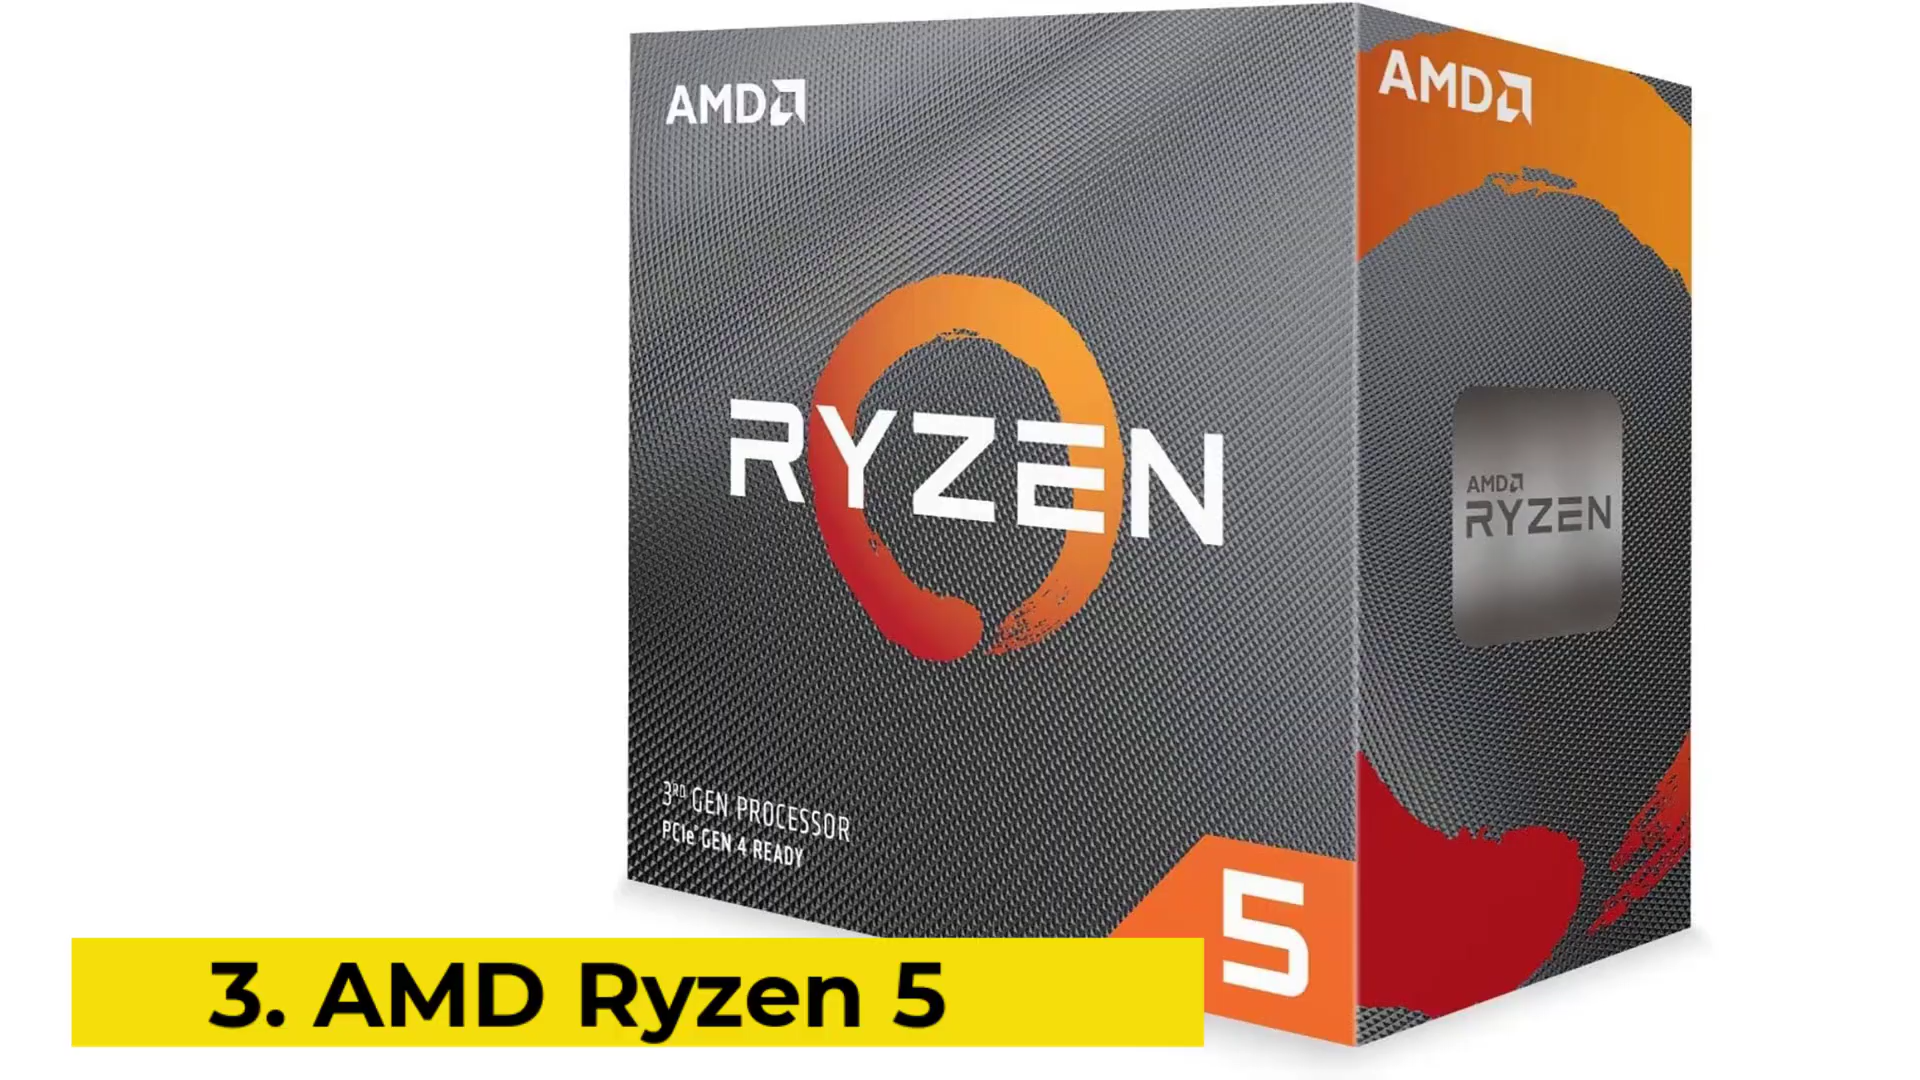 AMD
AMD
RYZEN
AMD
RYZEN
3RD GEN PROCESSOR
PCIe® GEN 4 READY
5
3. AMD Ryzen 5